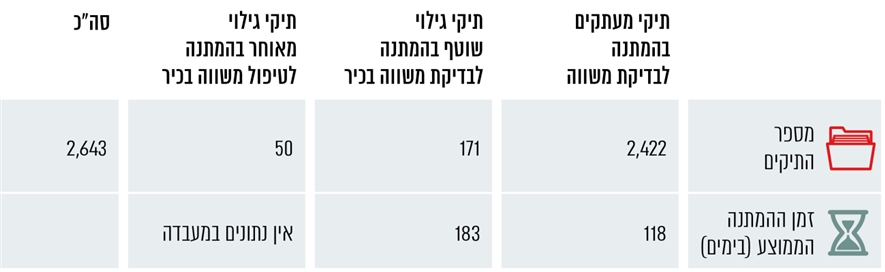 תיקי מעתקים
בהמתנה
לבדיקת משווה
תיקי גילוי
שוטף בהמתנה
לבדיקת משווה בכיר
תיקי גילוי
מאוחר בהמתנה
לטיפול משווה בכיר
סה"כ
מספר
התיקים
2,422
171
50
2,643
זמן ההמתנה
הממוצע (בימים)
118
183
אין נתונים במעבדה